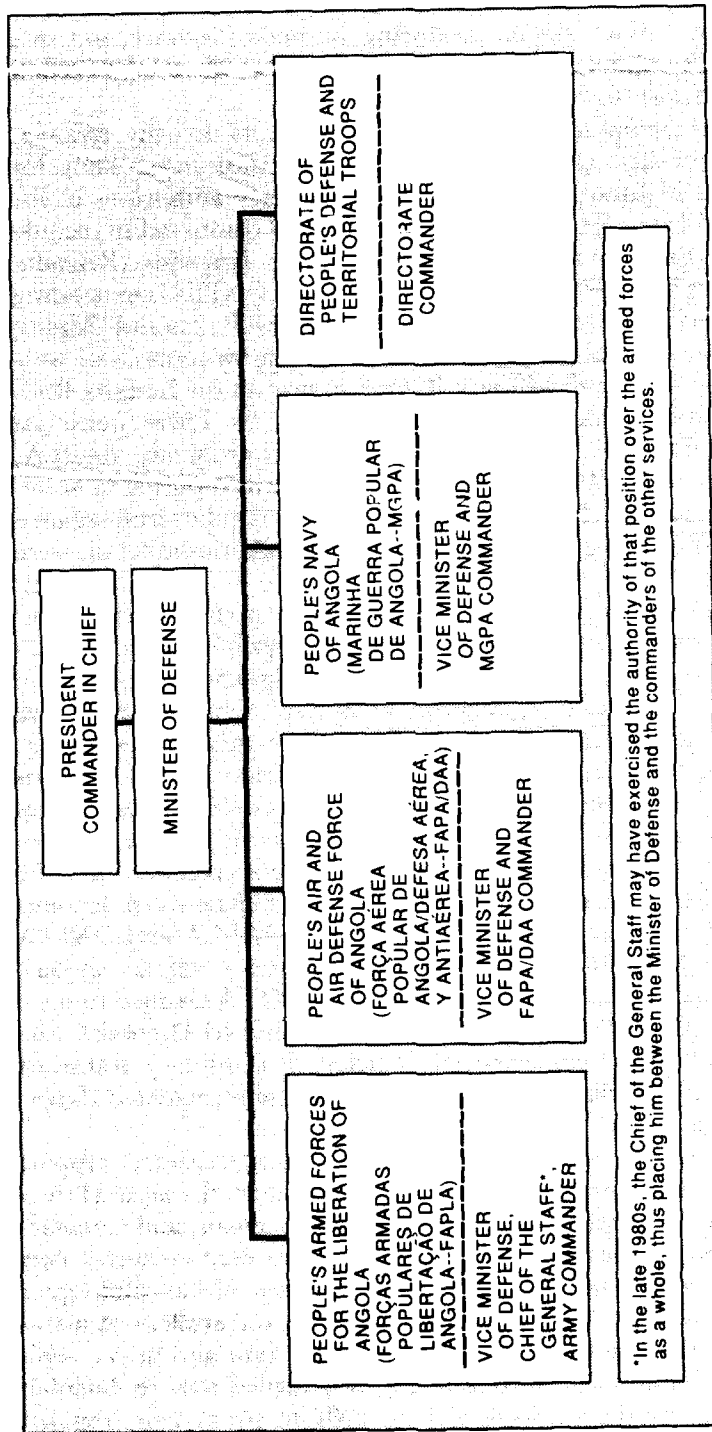 PRESIDENT
COMMANDER IN CHIEF
MINISTER OF DEFENSE
PEOPLE'S ARMED FORCES
FOR THE LIBERATION OF
ANGOLA
(FORÇAS ARMADAS
POPULARES DE
LIBERTAÇÃO DE
ANGOLA--FAPLA)
VICE MINISTER
OF DEFENSE,
CHIEF OF THE
GENERAL STAFF*,
ARMY COMMANDER
PEOPLE'S AIR AND
AIR DEFENSE FORCE
OF ANGOLA
(FORÇA AÉREA
POPULAR DE
ANGOLA/DEFESA AÉREA,
Y ANTIAÉREA--FAPA/DAA)
VICE MINISTER
OF DEFENSE AND
FAPA/DAA COMMANDER
PEOPLE'S NAVY
OF ANGOLA
(MARINHA
DE GUERRA POPULAR
DE ANGOLA--MGPA)
VICE MINISTER
OF DEFENSE AND
MGPA COMMANDER
DIRECTORATE OF
PEOPLE'S DEFENSE AND
TERRITORIAL TROOPS
DIRECTORATE
COMMANDER
*In the late 1980s, the Chief of the General Staff may have exercised the authority of that position over the armed forces
as a whole, thus placing him between the Minister of Defense and the commanders of the other services.